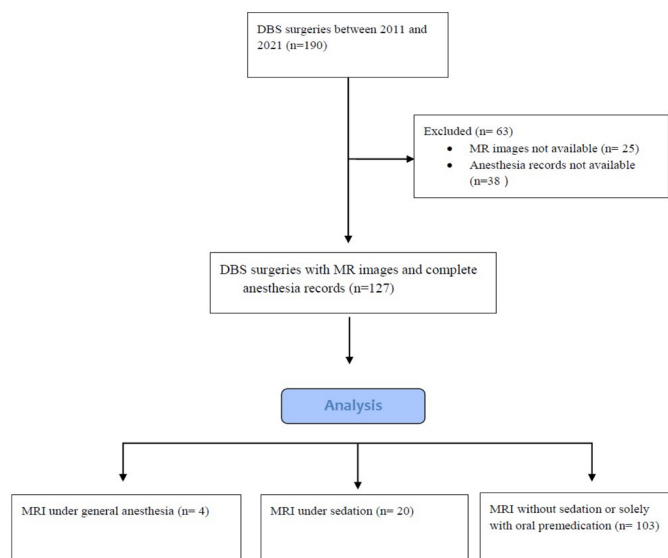 DBS surgeries between 2011 and
2021 (n=190)
Excluded (n= 63)
• MR images not available (n= 25)
• Anesthesia records not available
(n=38 )
DBS surgeries with MR images and complete
anesthesia records (n=127)
Analysis
MRI under general anesthesia (n= 4)
MRI under sedation (n= 20)
MRI without sedation or solely
with oral premedication (n= 103)